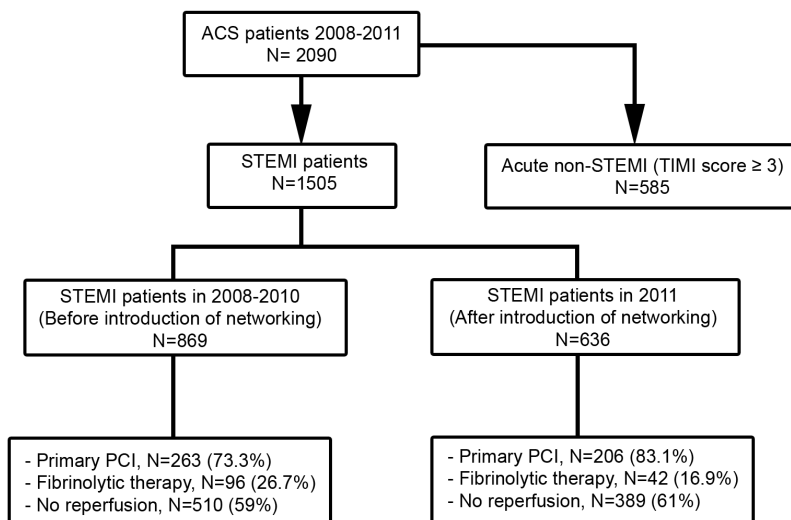 ACS patients 2008-2011
N= 2090
STEMI patients
N=1505
Acute non-STEMI (TIMI score ≥ 3)
N=585
STEMI patients in 2008-2010
(Before introduction of networking)
N=869
STEMI patients in 2011
(After introduction of networking)
N=636
- Primary PCI, N=263 (73.3%)
- Fibrinolytic therapy, N=96 (26.7%)
- No reperfusion, N=510 (59%)
- Primary PCI, N=206 (83.1%)
- Fibrinolytic therapy, N=42 (16.9%)
- No reperfusion, N=389 (61%)